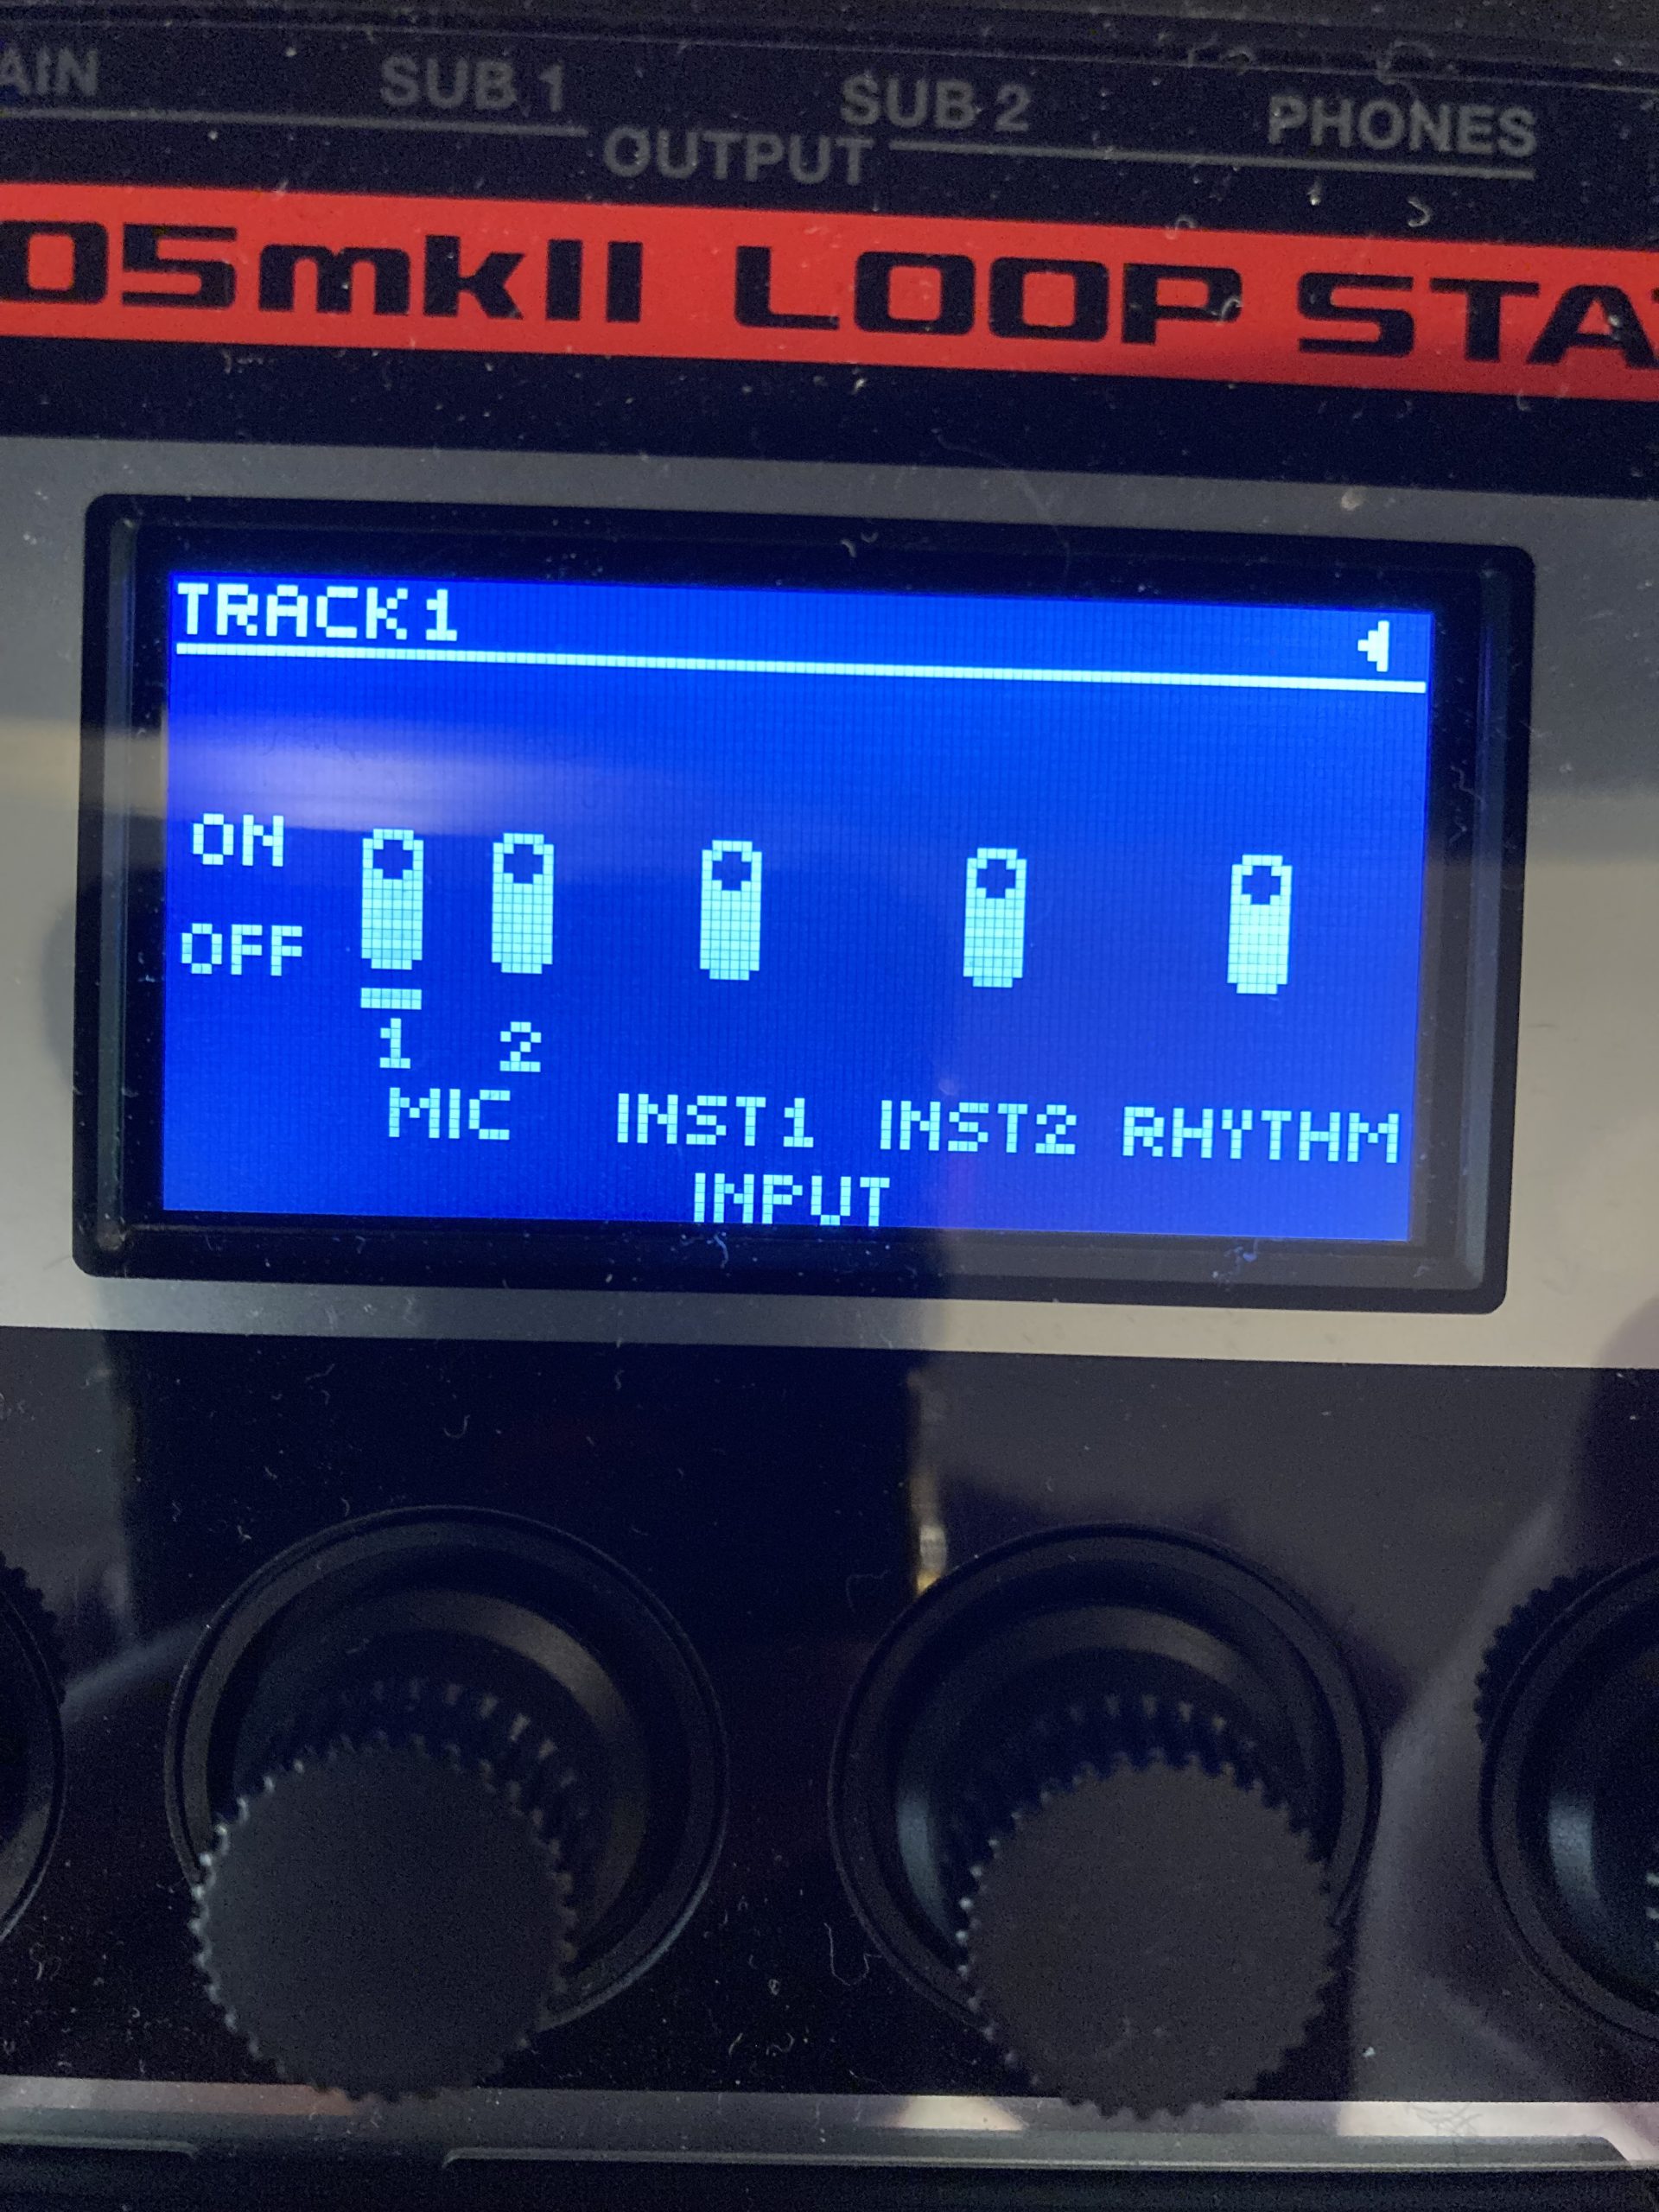 AIN SUB 1 SUB 2 PHONES
OUTPUT
05mkII LOOP STA
TRACK1
ON
OFF
1 2
MIC INST1 INST2 RHYTHM
INPUT